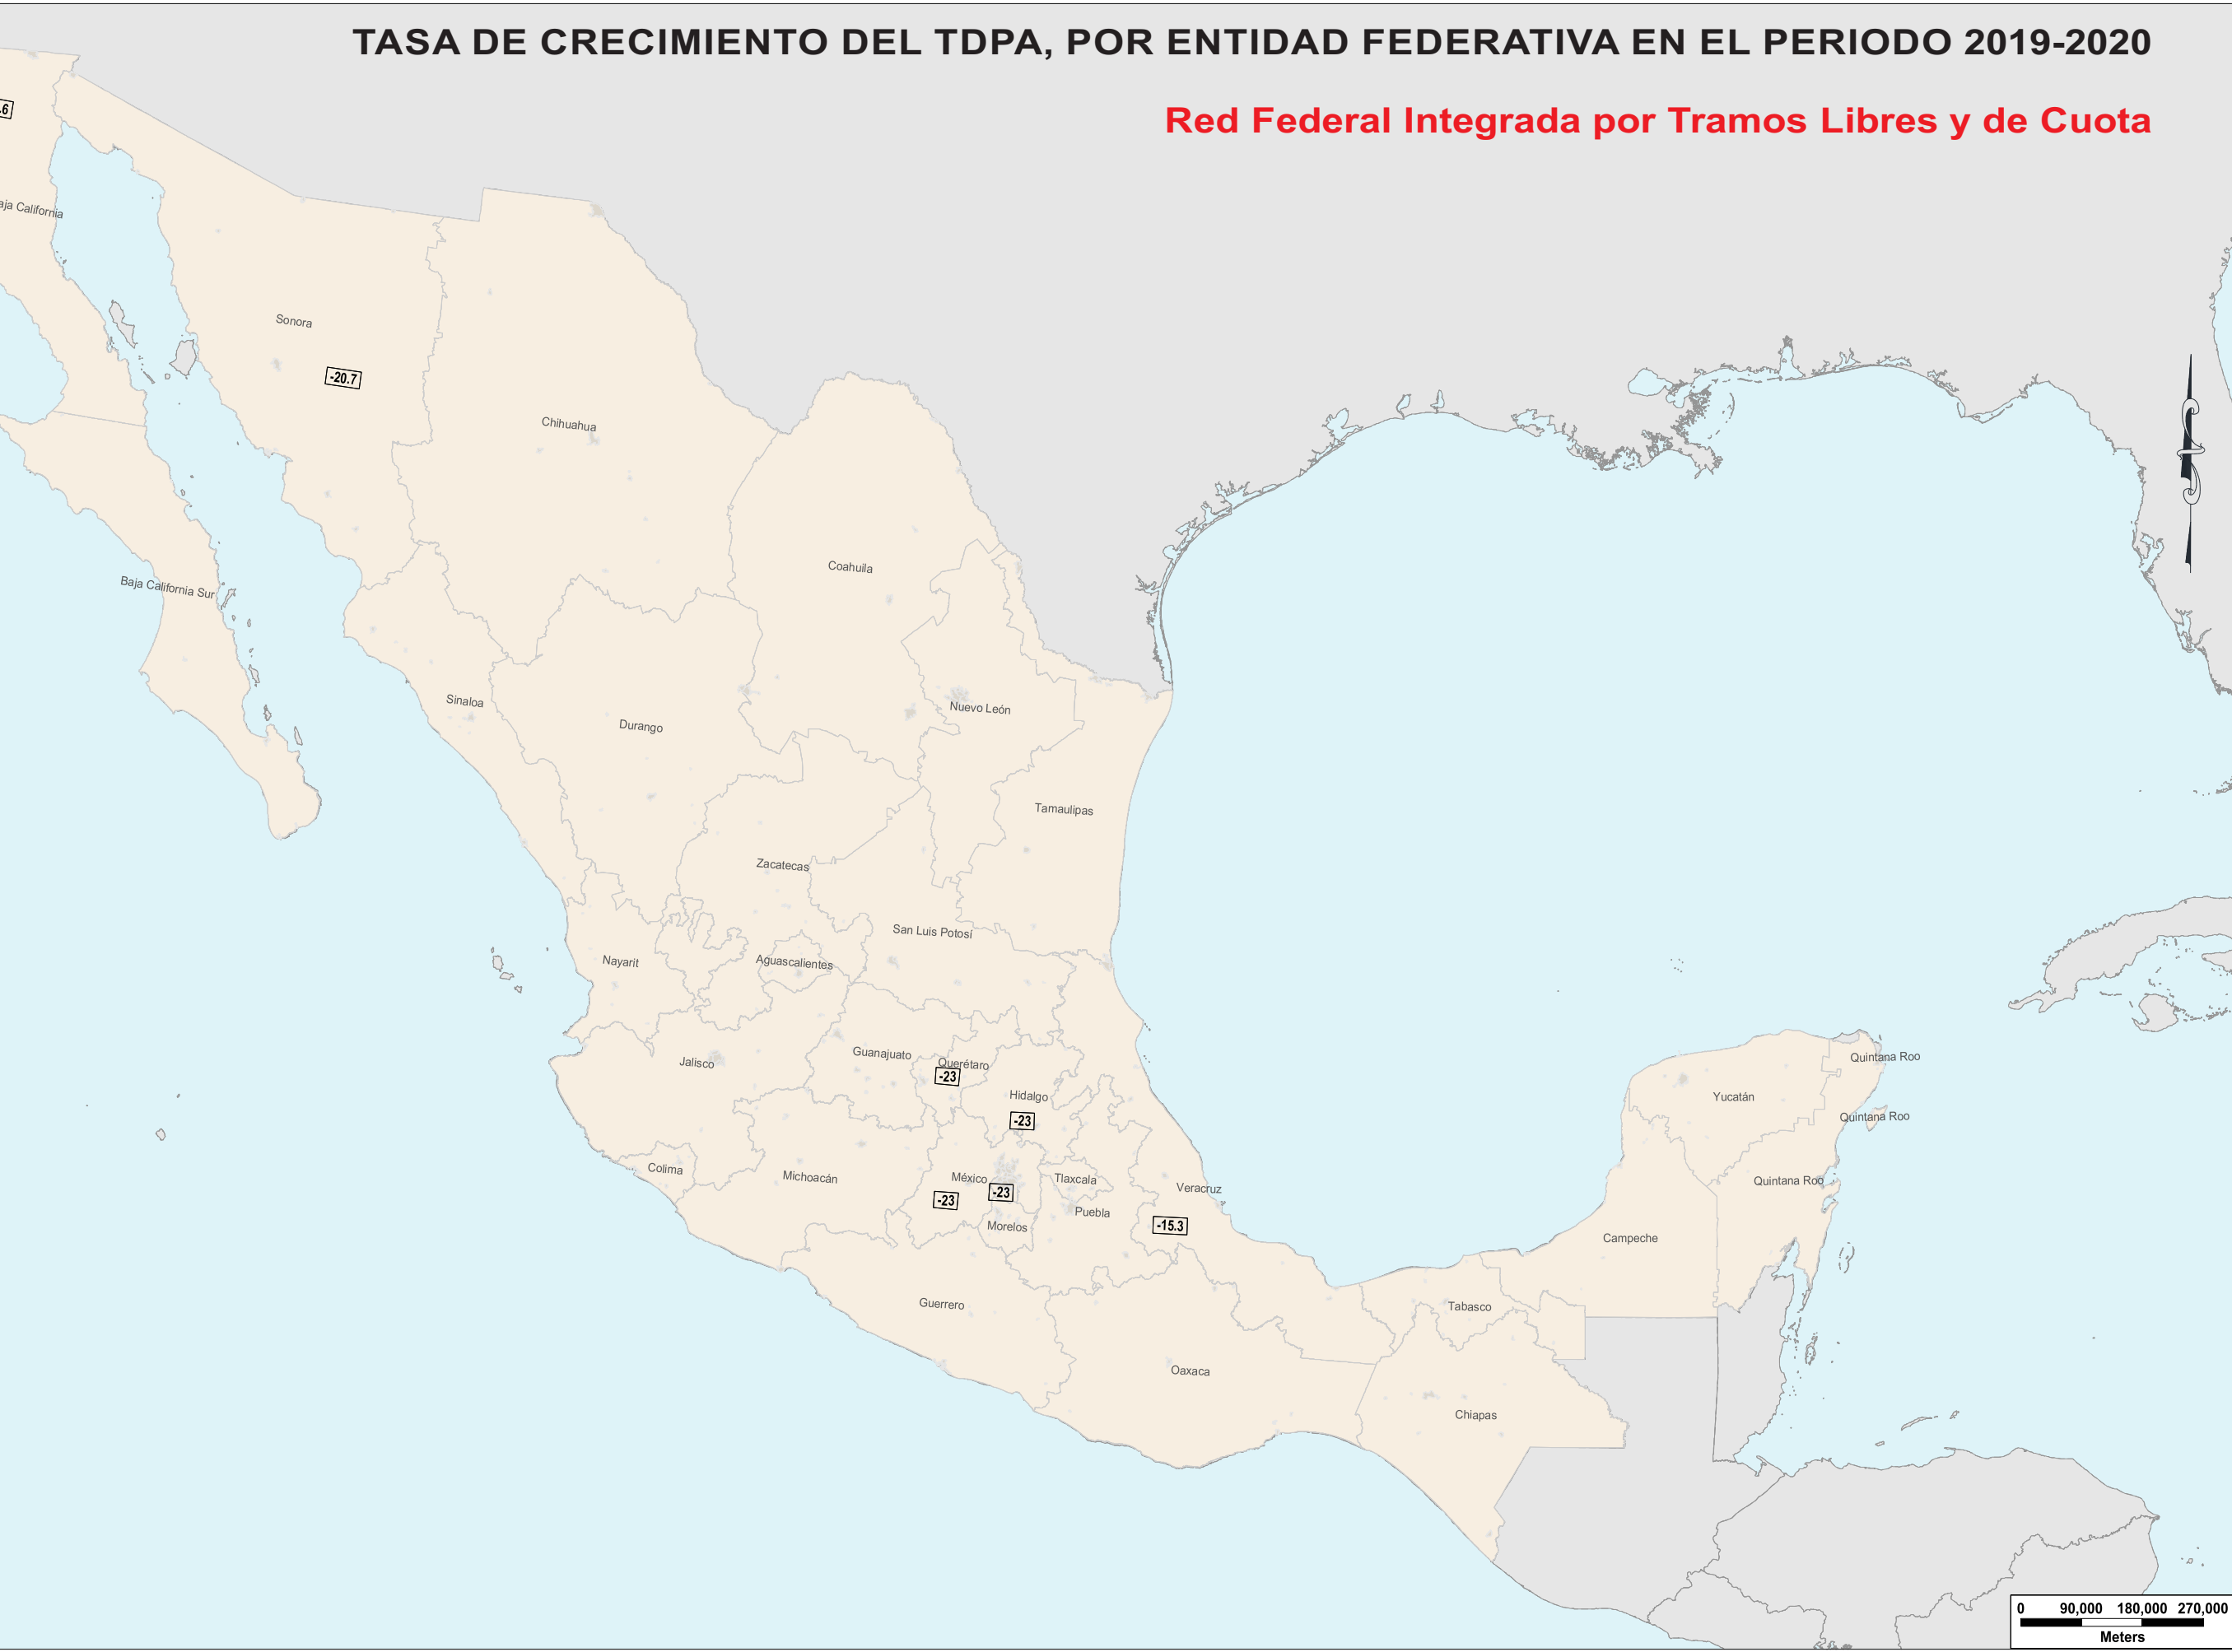 TASA DE CRECIMIENTO DEL TDPA, POR ENTIDAD FEDERATIVA EN EL PERIODO 2019-2020
Red Federal Integrada por Tramos Libres y de Cuota
.6
aja California
Sonora
-20.7
Chihuahua
Coahuila
Baja California Sur
Sinaloa
Nuevo León
Durango
Tamaulipas
Zacatecas
San Luis Potosí
Nayarit
Aguascalientes
Jalisco
Guanajuato
Querétaro
-23
Hidalgo
-23
Quintana Roo
Yucatán
Quintana Roo
Colima
Michoacán
México
-23
-23
Tlaxcala
Veracruz
Quintana Roo
Morelos
Puebla
-15.3
Campeche
Guerrero
Tabasco
Oaxaca
Chiapas
0 90,000 180,000 270,000
Meters